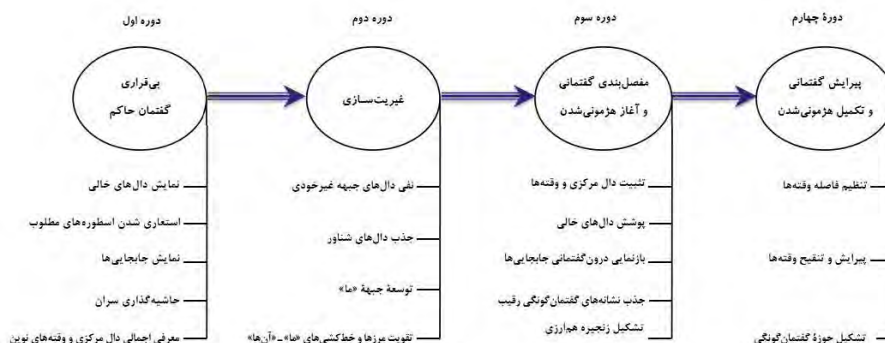 دوره اول
دوره دوم
دوره سوم
دورهٔ چهارم
بی‌قراری
گفتمان حاکم
غیریت‌سازی
مفصل‌بندی گفتمانی
و آغاز هژمونی‌شدن
پیرایش گفتمانی
و تکمیل هژمونی‌شدن
نمایش دال‌های خالی
استعاری شدن اسطوره‌های مطلوب
نمایش جابجایی‌ها
حاشیه‌گذاری سران
معرفی اجمالی دال مرکزی و وقته‌های نوین
نفی دال‌های جبهه غیرخودی
جذب دال‌های شناور
توسعهٔ جبههٔ «ما»
تقویت مرزها و خط‌کشی‌های «ما»ـ«آن‌ها»
تثبیت دال مرکزی و وقته‌ها
پوشش دال‌های خالی
بازنمایی درون‌گفتمانی جابجایی‌ها
جذب نشانه‌های گفتمان‌گونگی رقیب
تشکیل زنجیره هم‌ارزی
تنظیم فاصله وقته‌ها
پیرایش و تنقیح وقته‌ها
تشکیل حوزهٔ گفتمان‌گونگی